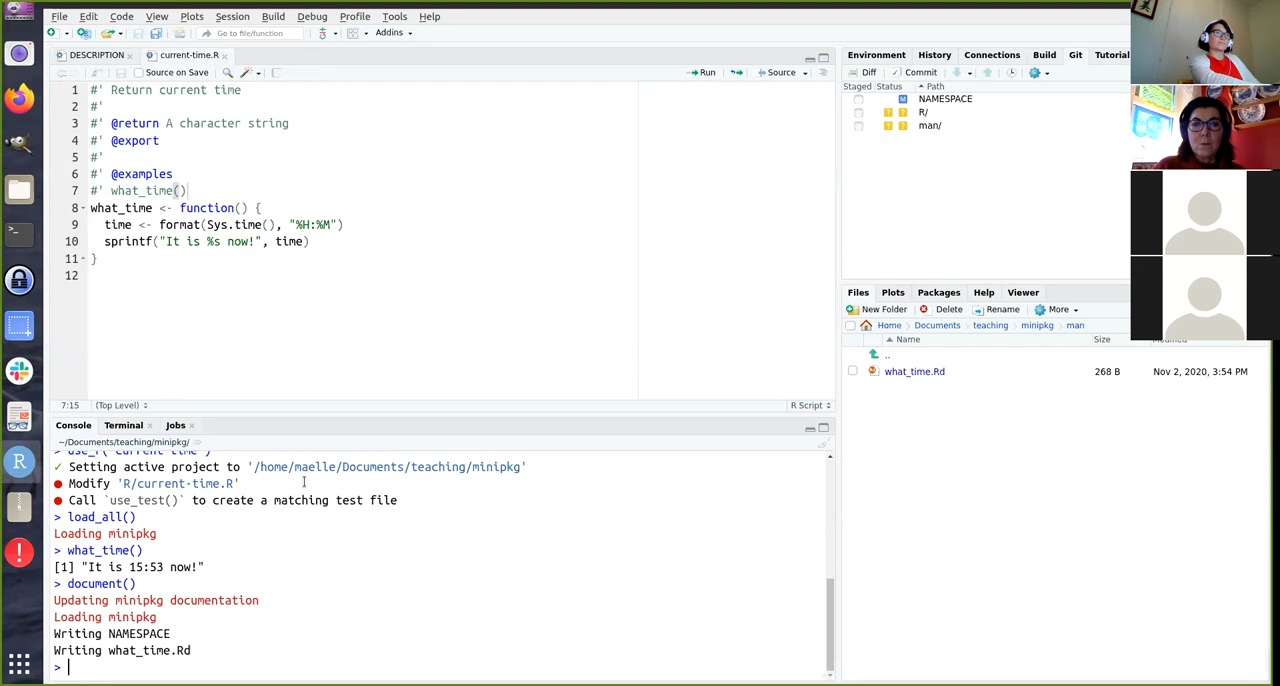 File Edit Code View Plots Session Build Debug Profile Tools Help
Go to file/function Addins
DESCRIPTION current-time.R
Source on Save Run Source
1 #' Return current time
2 #'
3 #' @return A character string
4 #' @export
5 #'
6 #' @examples
7 #' what_time()
8 what_time <- function() {
9 time <- format(Sys.time(), "%H:%M")
10 sprintf("It is %s now!", time)
11 }
12
7:15 (Top Level) R Script
Console Terminal Jobs
~/Documents/teaching/minipkg/
> use_r("current time")
✓ Setting active project to '/home/maelle/Documents/teaching/minipkg'
● Modify 'R/current-time.R'
● Call `use_test()` to create a matching test file
> load_all()
Loading minipkg
> what_time()
[1] "It is 15:53 now!"
> document()
Updating minipkg documentation
Loading minipkg
Writing NAMESPACE
Writing what_time.Rd
>
Environment History Connections Build Git Tutorial
Diff Commit
Staged Status Path
M NAMESPACE
? ? R/
? ? man/
Files Plots Packages Help Viewer
New Folder Delete Rename More
Home Documents teaching minipkg man
Name Size
..
what_time.Rd 268 B Nov 2, 2020, 3:54 PM
R